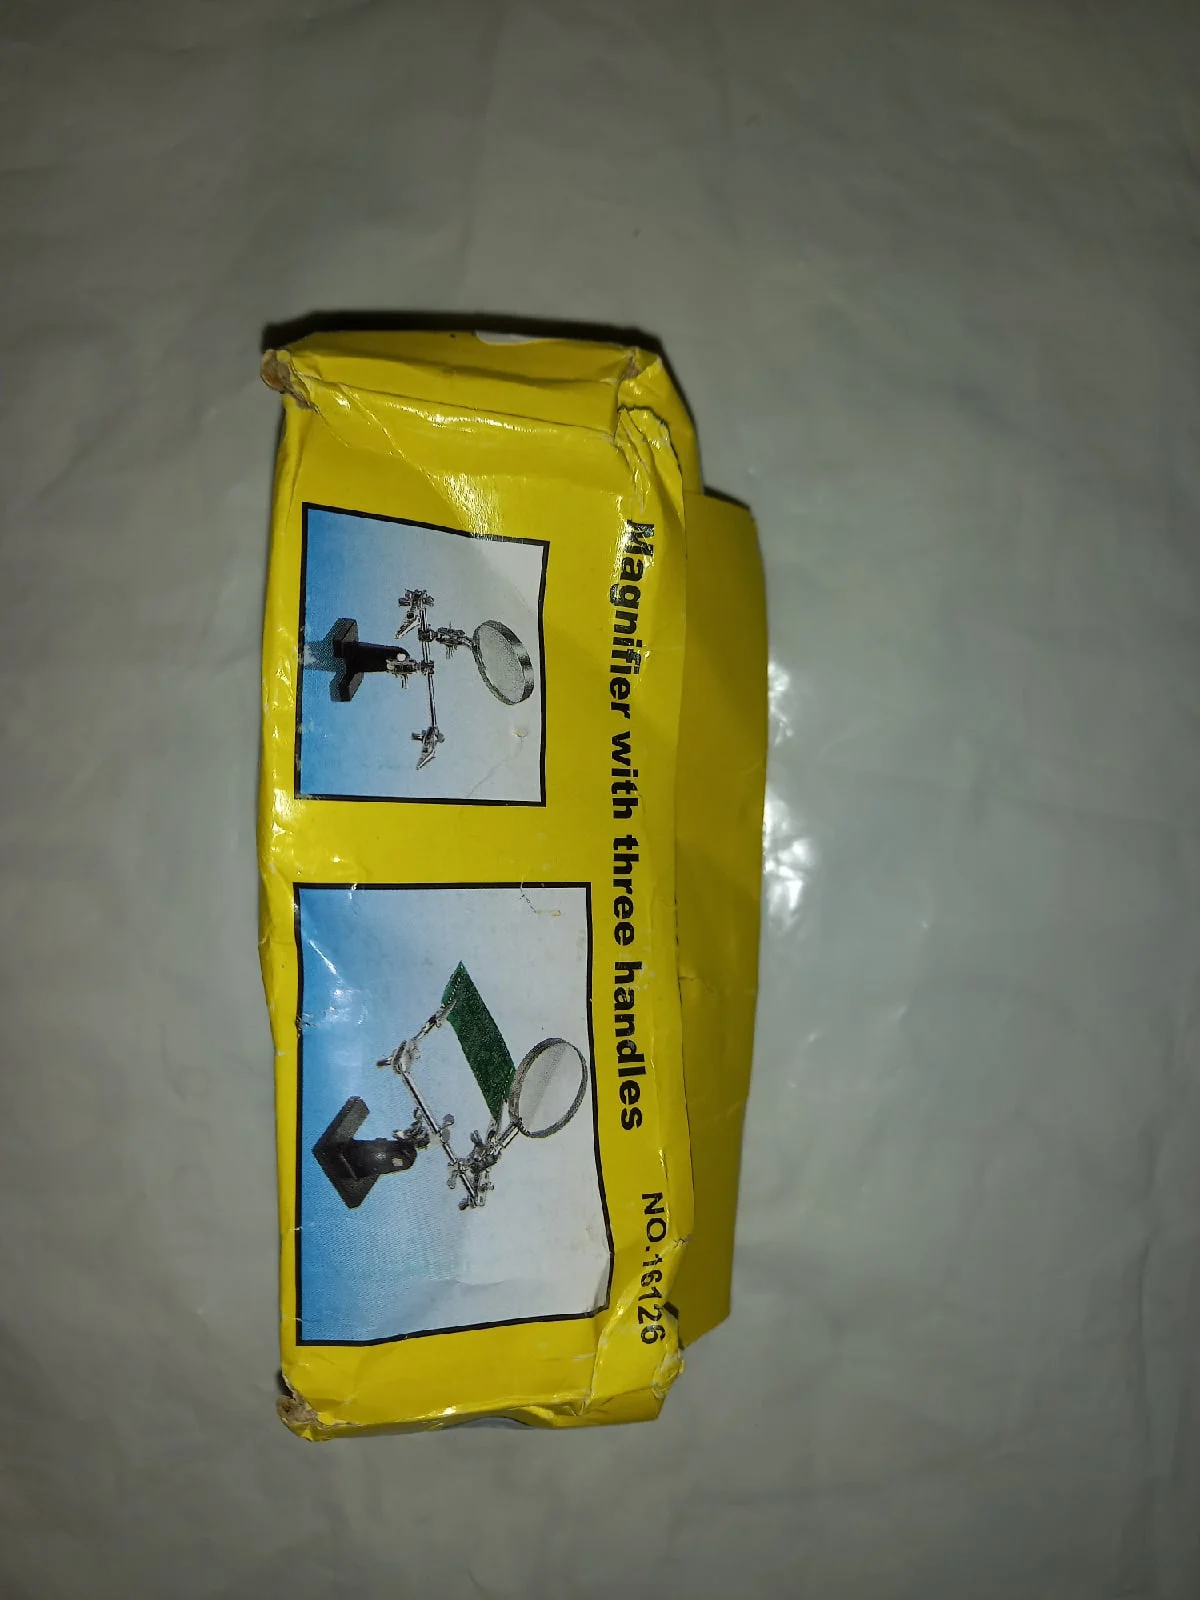 Magnifier with three handles
NO.16126